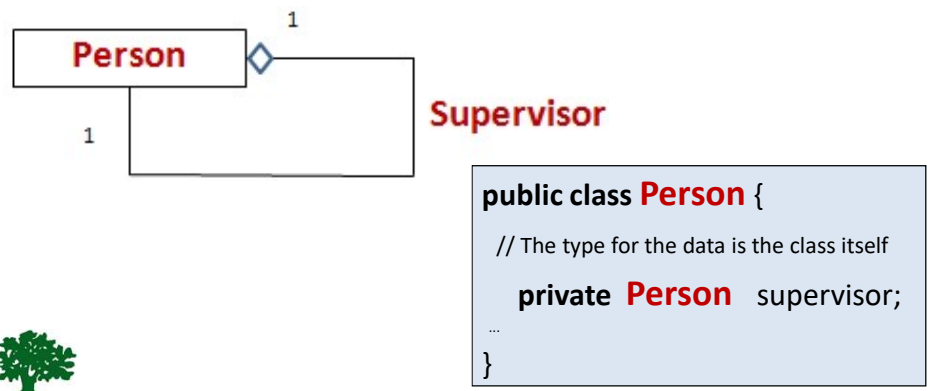 1
Person
Supervisor
1
public class Person {
// The type for the data is the class itself
private Person supervisor;
...
}